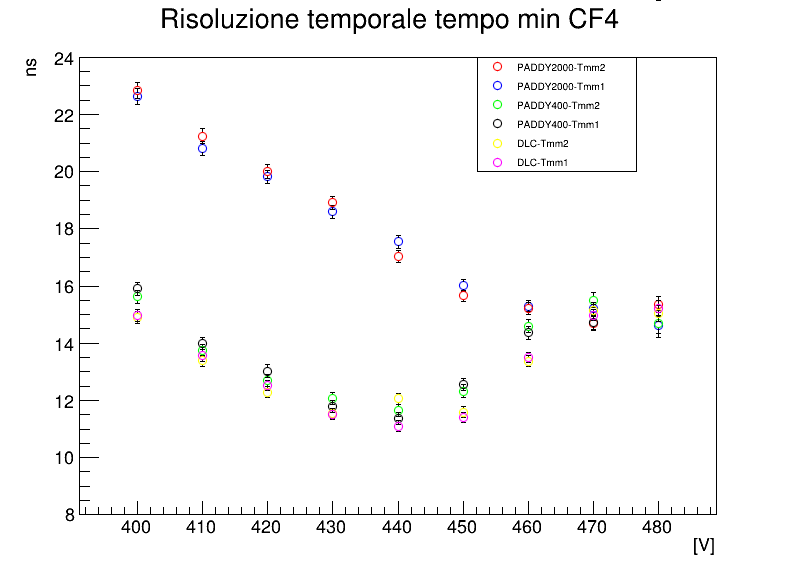 Risoluzione temporale tempo min CF4
ns
24
22
20
18
16
14
12
10
8
PADDY2000-Tmm2
PADDY2000-Tmm1
PADDY400-Tmm2
PADDY400-Tmm1
DLC-Tmm2
DLC-Tmm1
400 410 420 430 440 450 460 470 480
[V]